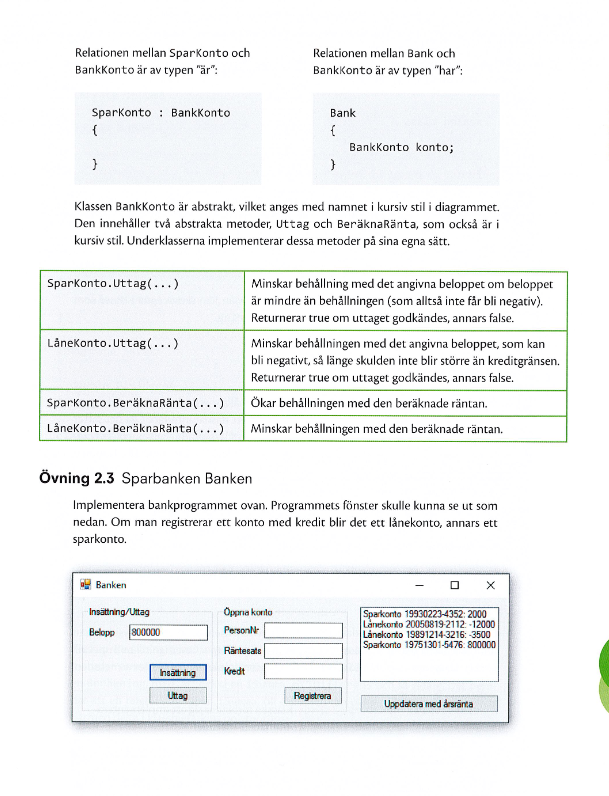 Relationen mellan SparKonto och
BankKonto är av typen "är":
SparKonto : BankKonto
{
}
Relationen mellan Bank och
BankKonto är av typen "har":
Bank
{
BankKonto konto;
}
Klassen BankKonto är abstrakt, vilket anges med namnet i kursiv stil i diagrammet.
Den innehåller två abstrakta metoder, Uttag och BeräknaRänta, som också är i
kursiv stil. Underklasserna implementerar dessa metoder på sina egna sätt.
SparKonto.Uttag(...)
Minskar behållning med det angivna beloppet om beloppet
är mindre än behållningen (som alltså inte får bli negativ).
Returnerar true om uttaget godkändes, annars false.
LåneKonto.Uttag(...)
Minskar behållningen med det angivna beloppet, som kan
bli negativt, så länge skulden inte blir större än kreditgränsen.
Returnerar true om uttaget godkändes, annars false.
SparKonto.BeräknaRänta(...)
Ökar behållningen med den beräknade räntan.
LåneKonto.BeräknaRänta(...)
Minskar behållningen med den beräknade räntan.
Övning 2.3 Sparbanken Banken
Implementera bankprogrammet ovan. Programmets fönster skulle kunna se ut som
nedan. Om man registrerar ett konto med kredit blir det ett lånekonto, annars ett
sparkonto.
Banken
Insättning/Uttag
Belopp 800000
Insättning
Uttag
Öppna konto
PersonNr
Räntesats
Kredit
Registrera
Sparkonto 19930223-4352: 2000
Lånekonto 20050819-2112: -12000
Lånekonto 19891214-3216: -3500
Sparkonto 19751301-5476: 800000
Uppdatera med årsränta